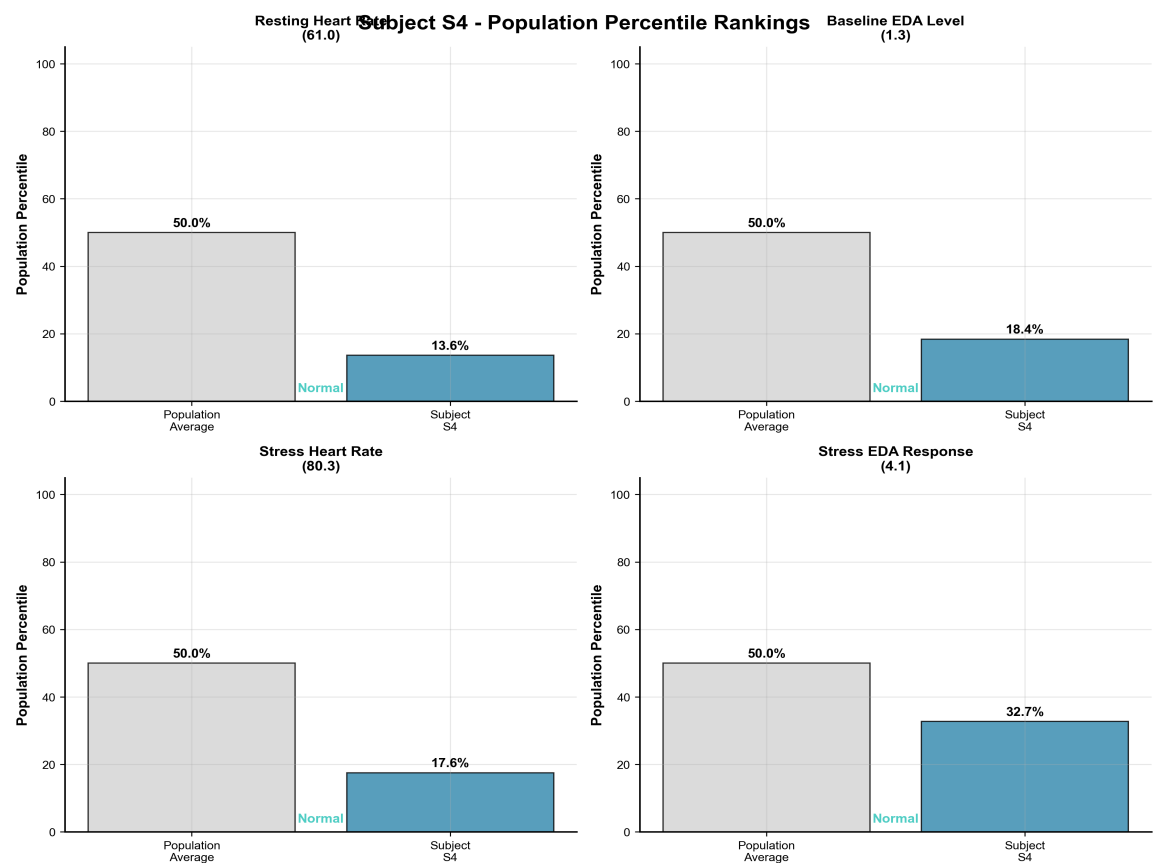 Subject S4 - Population Percentile Rankings
Resting Heart Rate
(61.0)
Population Percentile
100
80
60
40
20
0
50.0%
13.6%
Normal
Population
Average
Subject
S4
Baseline EDA Level
(1.3)
Population Percentile
100
80
60
40
20
0
50.0%
18.4%
Normal
Population
Average
Subject
S4
Stress Heart Rate
(80.3)
Population Percentile
100
80
60
40
20
0
50.0%
17.6%
Normal
Population
Average
Subject
S4
Stress EDA Response
(4.1)
Population Percentile
100
80
60
40
20
0
50.0%
32.7%
Normal
Population
Average
Subject
S4